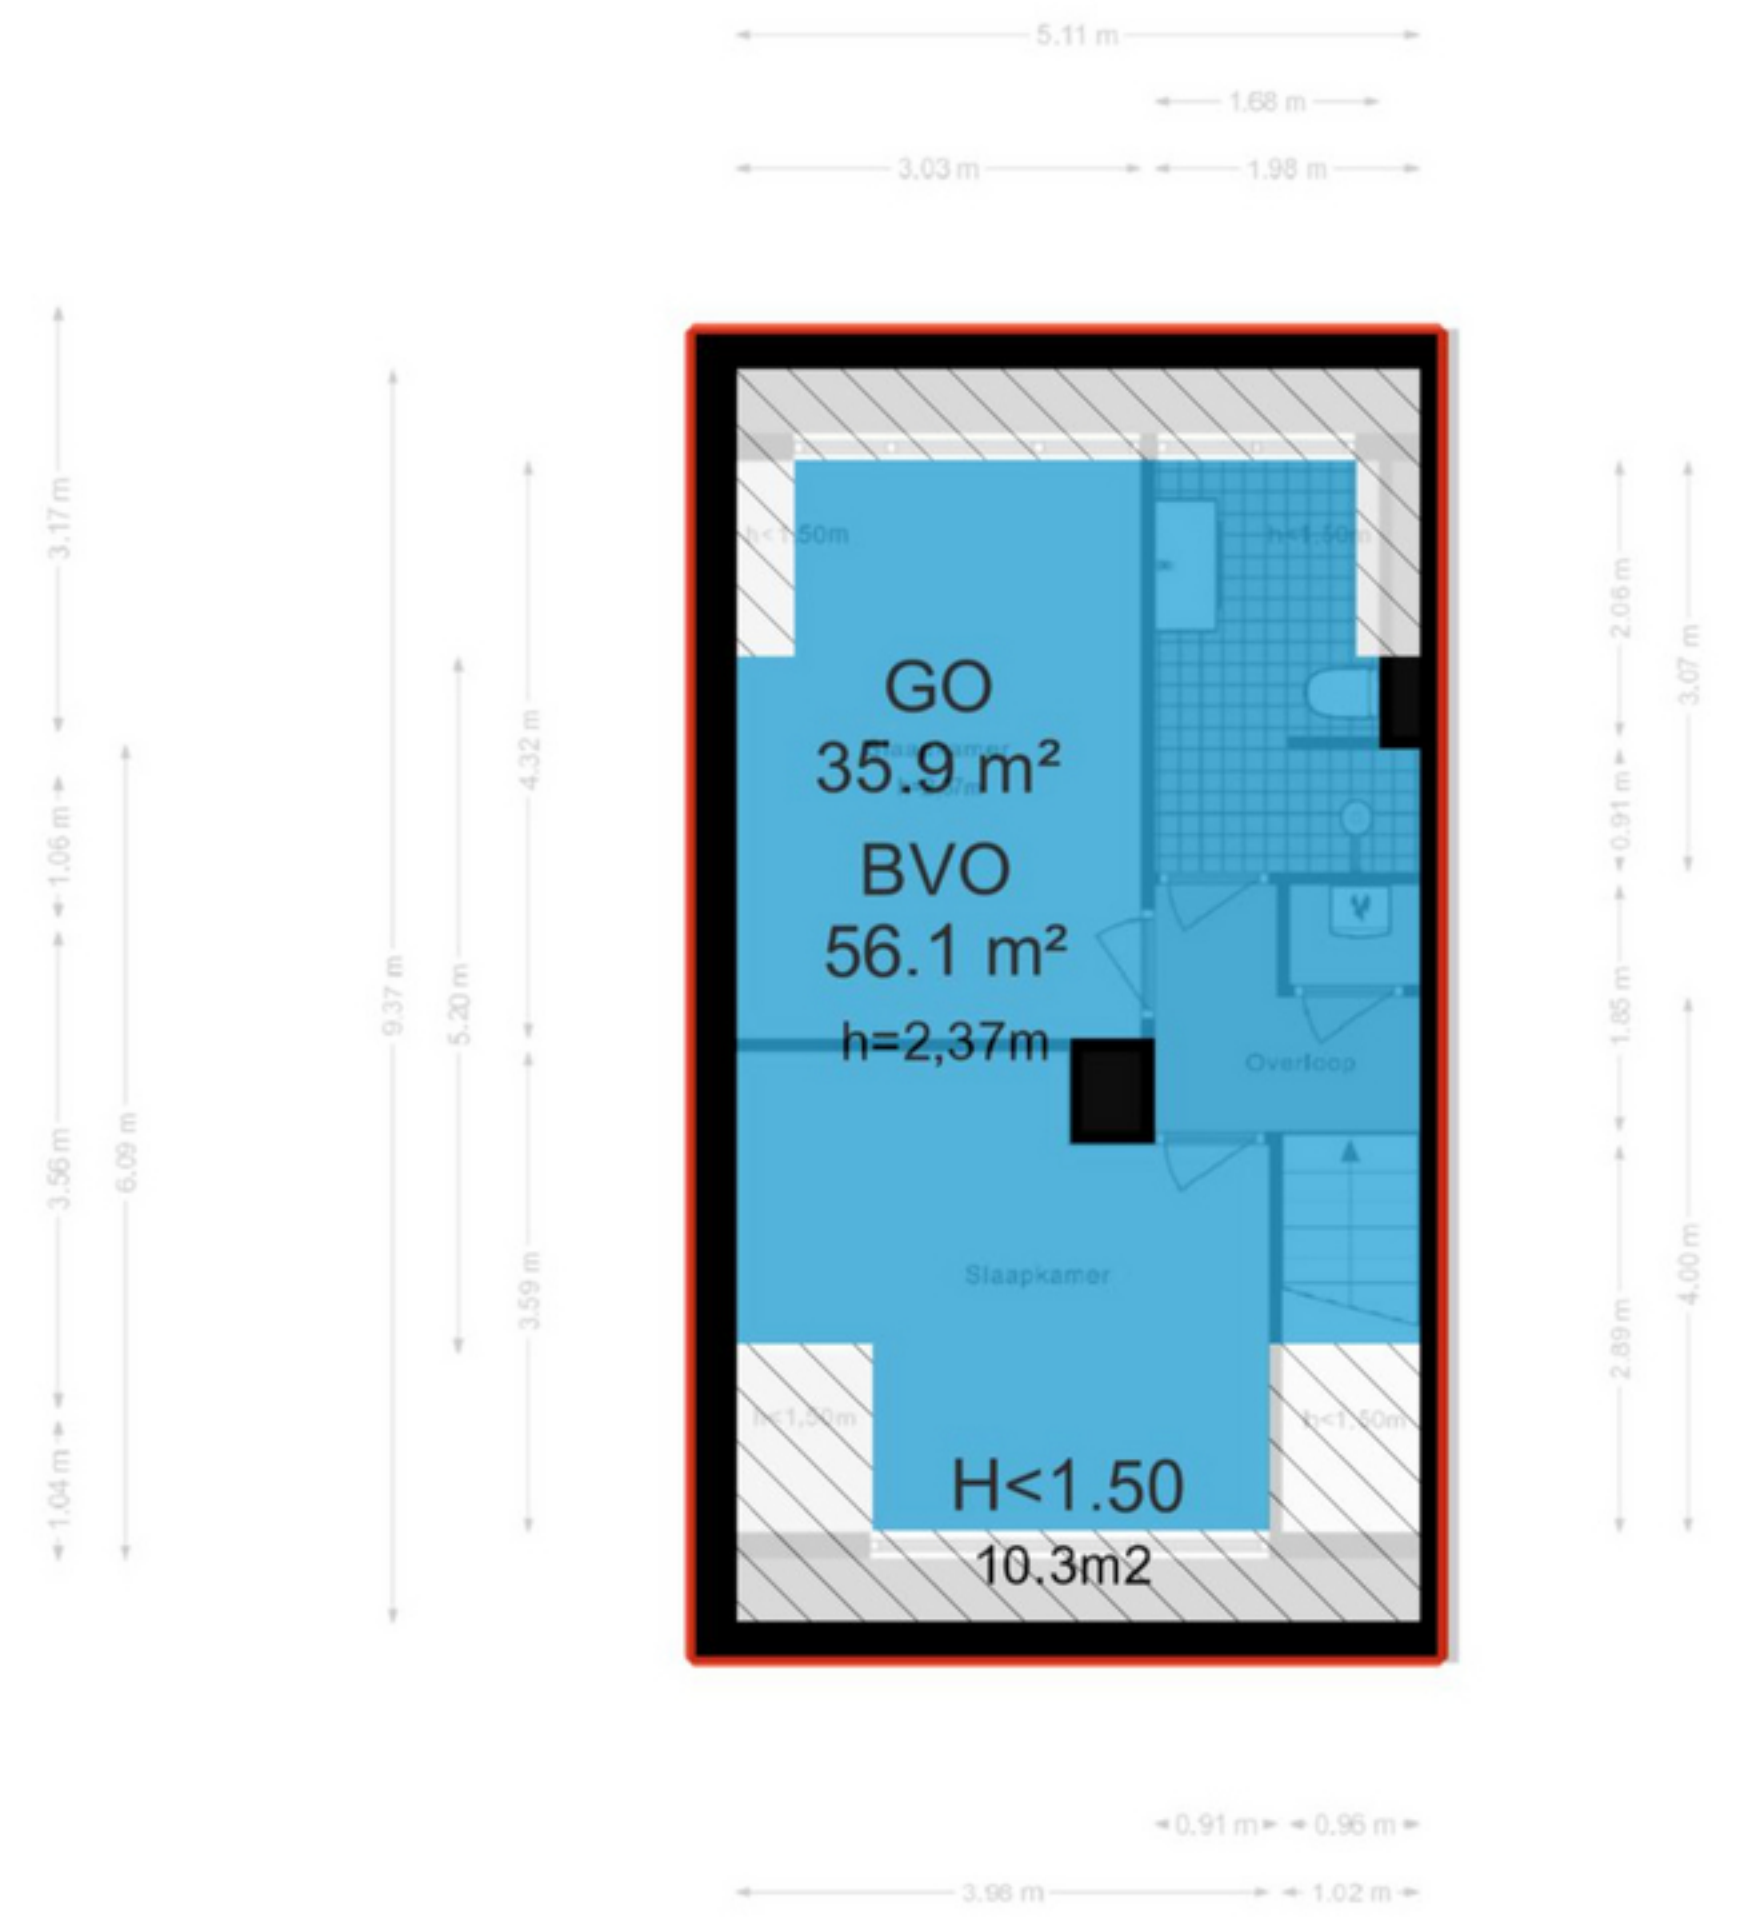 5.11 m
1.68 m
3.03 m
1.98 m
3.17 m
1.06 m
3.56 m
1.04 m
6.09 m
9.37 m
5.20 m
4.32 m
3.59 m
h<1,50m
h<1,50m
GO
Slaapkamer
35.9 m²
BVO
56.1 m²
h=2,37m
Overloop
Slaapkamer
h<1,50m
h<1,50m
H<1.50
10.3m2
2.06 m
0.91 m
1.85 m
2.89 m
3.07 m
4.00 m
0.91 m
0.96 m
3.98 m
1.02 m